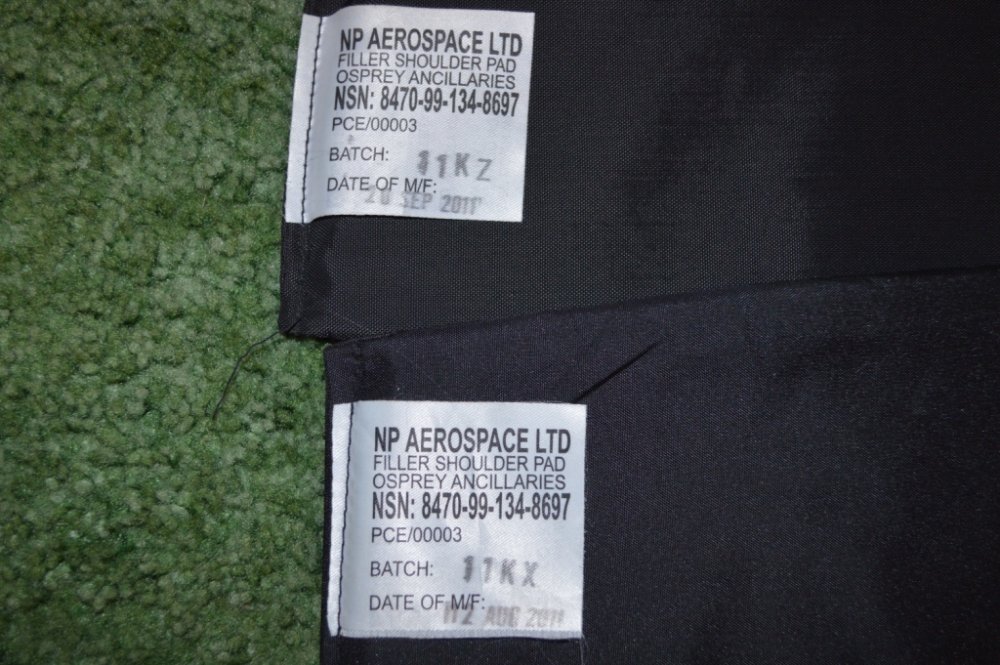 NP AEROSPACE LTD
FILLER SHOULDER PAD
OSPREY ANCILLARIES
NSN: 8470-99-134-8697
PCE/00003
BATCH: 11KZ
DATE OF M/F:
SEP 2011
NP AEROSPACE LTD
FILLER SHOULDER PAD
OSPREY ANCILLARIES
NSN: 8470-99-134-8697
PCE/00003
BATCH: 11KX
DATE OF M/F:
AUG 2011